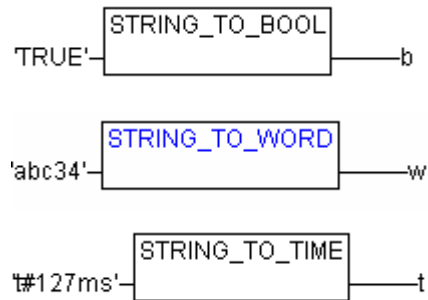 STRING_TO_BOOL
'TRUE' b
STRING_TO_WORD
'abc34' w
STRING_TO_TIME
't#127ms' t